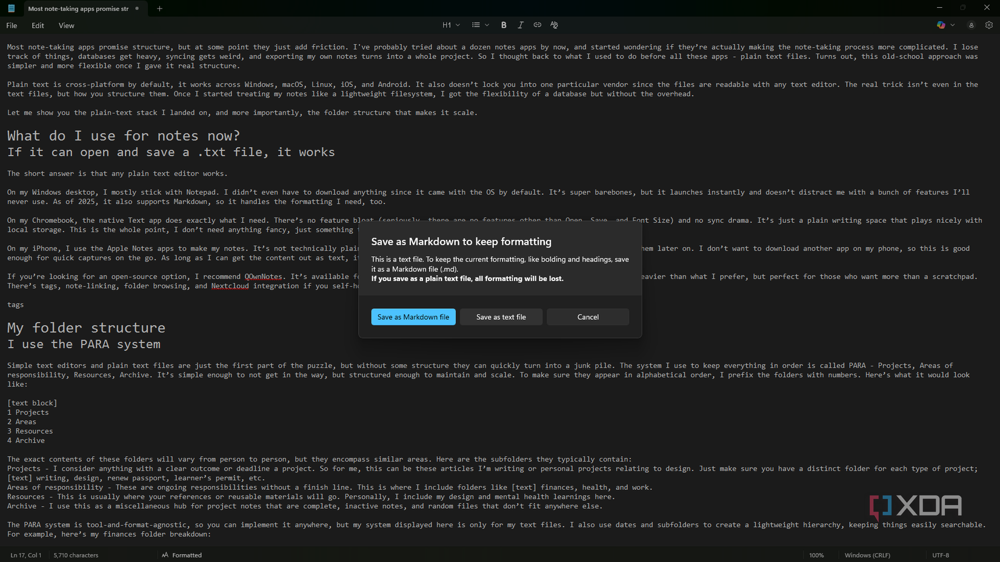 Most note-taking apps promise str
File Edit View H1
Most note-taking apps promise structure, but at some point they just add friction. I've probably tried about a dozen notes apps by now, and started wondering if they’re actually making the note-taking process more complicated. I lose
track of things, databases get heavy, syncing gets weird, and exporting my own notes turns into a whole project. So I thought back to what I used to do before all these apps - plain text files. Turns out, this old-school approach was
simpler and more flexible once I gave it real structure.
Plain text is cross-platform by default, it works across Windows, macOS, Linux, iOS, and Android. It also doesn’t lock you into one particular vendor since the files are readable with any text editor. The real trick isn’t even in the
text files, but how you structure them. Once I started treating my notes like a lightweight filesystem, I got the flexibility of a database but without the overhead.
Let me show you the plain-text stack I landed on, and more importantly, the folder structure that makes it scale.
What do I use for notes now?
If it can open and save a .txt file, it works
The short answer is that any plain text editor works.
On my Windows desktop, I mostly stick with Notepad. I didn’t even have to download anything since it came with the OS by default. It’s super barebones, but it launches instantly and doesn’t distract me with a bunch of features I’ll
never use. As of 2025, it also supports Markdown, so it handles the formatting I need, too.
On my Chromebook, the native Text app does exactly what I need. There’s no feature bloat (seriously, there are no features other than Open, Save, and Font Size) and no sync drama. It’s just a plain writing space that plays nicely with
local storage. This is the whole point, I don’t need anything fancy, just something
On my iPhone, I use the Apple Notes apps to make my notes. It’s not technically plain them later on. I don’t want to download another app on my phone, so this is good
enough for quick captures on the go. As long as I can get the content out as text,
If you’re looking for an open-source option, I recommend QOwnNotes. It’s available heavier than what I prefer, but perfect for those who want more than a scratchpad.
There’s tags, note-linking, folder browsing, and Nextcloud integration if you
tags
Save as Markdown to keep formatting
This is a text file. To keep the current formatting, like bolding and headings, save
it as a Markdown file (.md).
If you save as a plain text file, all formatting will be lost.
Save as Markdown file Save as text file Cancel
My folder structure
I use the PARA system
Simple text editors and plain text files are just the first part of the puzzle, but without some structure they can quickly turn into a junk pile. The system I use to keep everything in order is called PARA - Projects, Areas of
responsibility, Resources, Archive. It’s simple enough to not get in the way, but structured enough to maintain and scale. To make sure they appear in alphabetical order, I prefix the folders with numbers. Here’s what it would look
like:
[text block]
1 Projects
2 Areas
3 Resources
4 Archive
The exact contents of these folders will vary from person to person, but they encompass similar areas. Here are the subfolders they typically contain:
Projects - I consider anything with a clear outcome or deadline a project. So for me, this can be these articles I’m writing or personal projects relating to design. Just make sure you have a distinct folder for each type of project;
[text] writing, design, renew passport, learner’s permit, etc.
Areas of responsibility - These are ongoing responsibilities without a finish line. This is where I include folders like [text] finances, health, and work.
Resources - This is usually where your references or reusable materials will go. Personally, I include my design and mental health learnings here.
Archive - I use this as a miscellaneous hub for project notes that are complete, inactive notes, and random files that don’t fit anywhere else.
XDA
The PARA system is tool-and-format-agnostic, so you can implement it anywhere, but my system displayed here is only for my text files. I also use dates and subfolders to create a lightweight hierarchy, keeping things easily searchable.
For example, here’s my finances folder breakdown:
Ln 17, Col 1 5,710 characters Formatted 100% Windows (CRLF) UTF-8